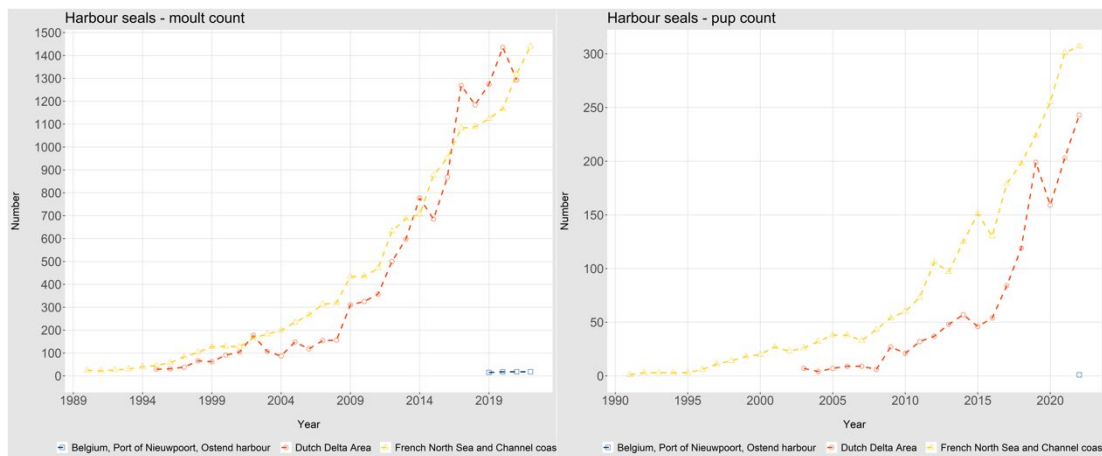 Harbour seals - moult count
1500
1400
1300
1200
1100
1000
900
800
700
600
500
400
300
200
100
0
Number
1989 1994 1999 2004 2009 2014 2019
Year
Belgium, Port of Nieuwpoort, Ostend harbour Dutch Delta Area French North Sea and Channel coas
Harbour seals - pup count
300
250
200
150
100
50
0
Number
1990 1995 2000 2005 2010 2015 2020
Year
Belgium, Port of Nieuwpoort, Ostend harbour Dutch Delta Area French North Sea and Channel coas